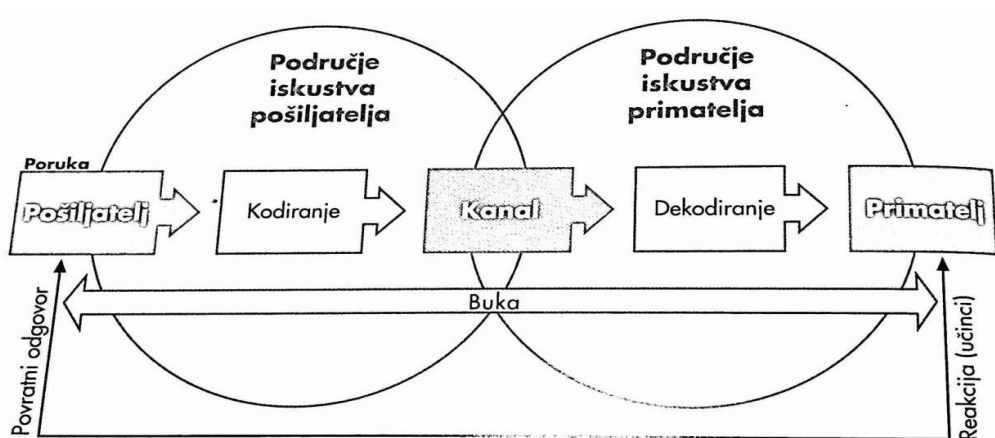 Područje
iskustva
pošiljatelja
Područje
iskustva
primatelja
Poruka
Pošiljatelj
Kodiranje
Kanal
Dekodiranje
Primatelj
Buka
Povratni odgovor
Reakcija (učinci)